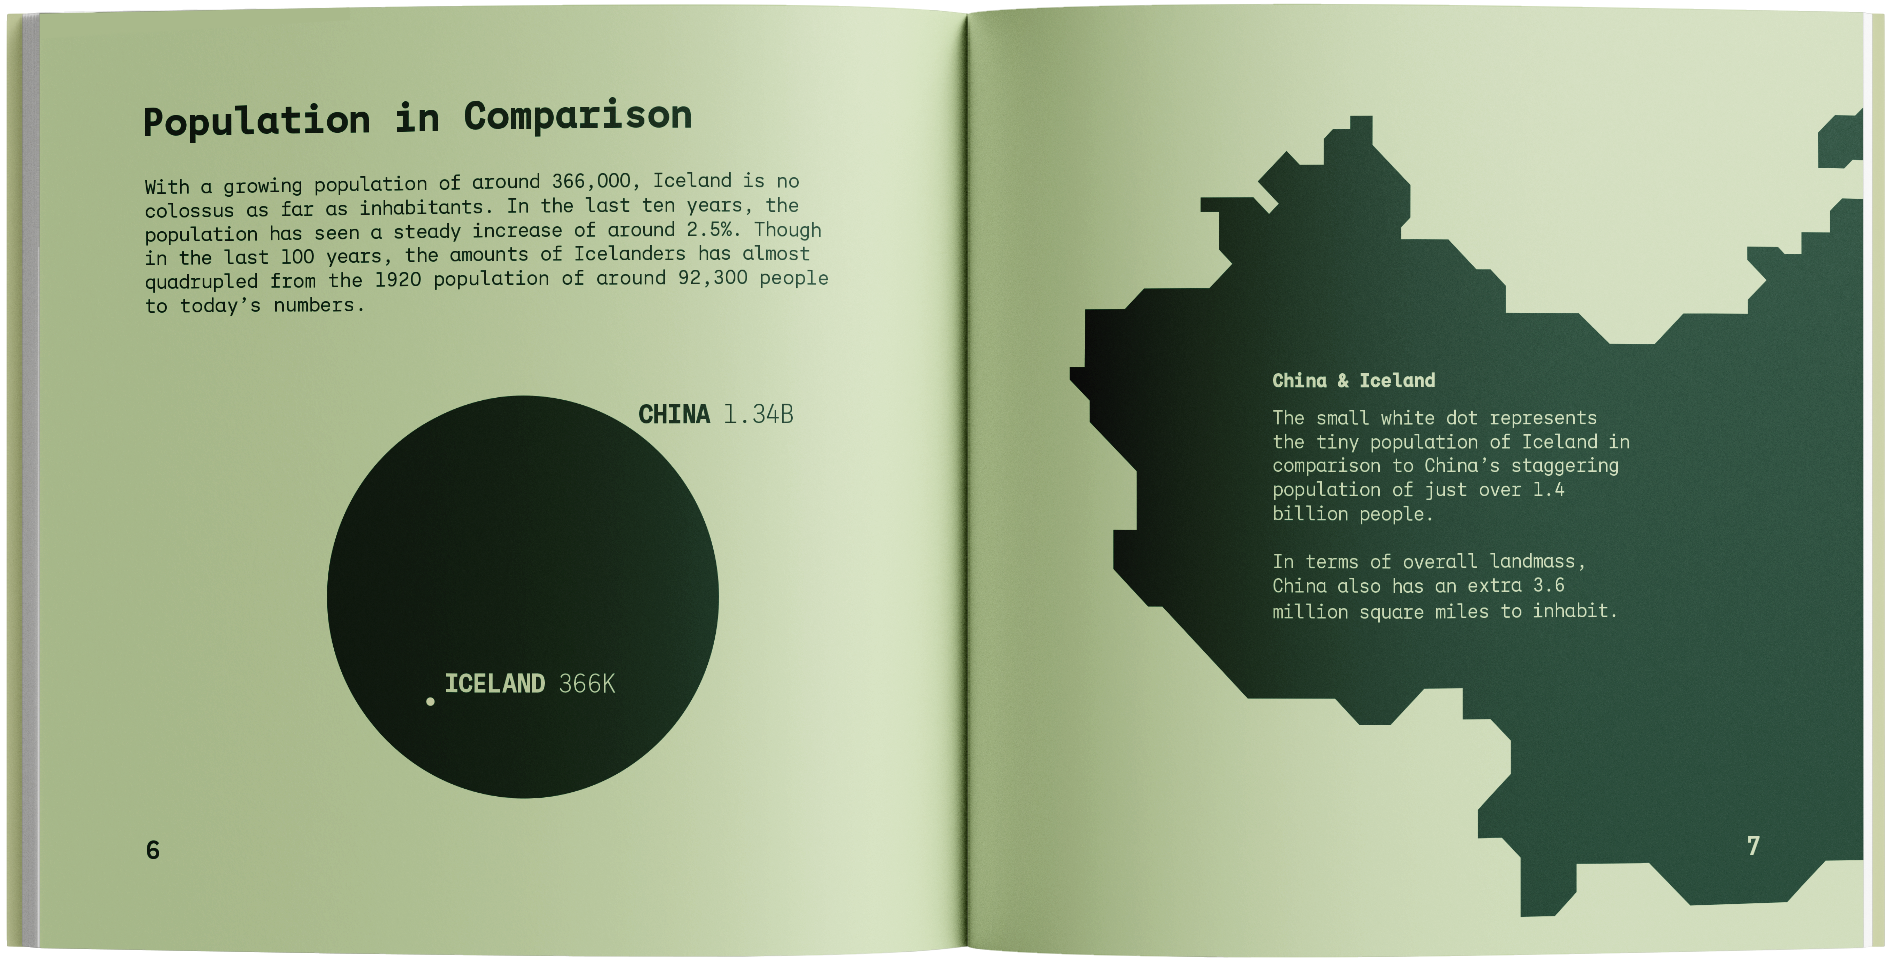 Population in Comparison
With a growing population of around 366,000, Iceland is no
colossus as far as inhabitants. In the last ten years, the
population has seen a steady increase of around 2.5%. Though
in the last 100 years, the amounts of Icelanders has almost
quadrupled from the 1920 population of around 92,300 people
to today’s numbers.
CHINA 1.34B
ICELAND 366K
6
China & Iceland
The small white dot represents
the tiny population of Iceland in
comparison to China’s staggering
population of just over 1.4
billion people.
In terms of overall landmass,
China also has an extra 3.6
million square miles to inhabit.
7